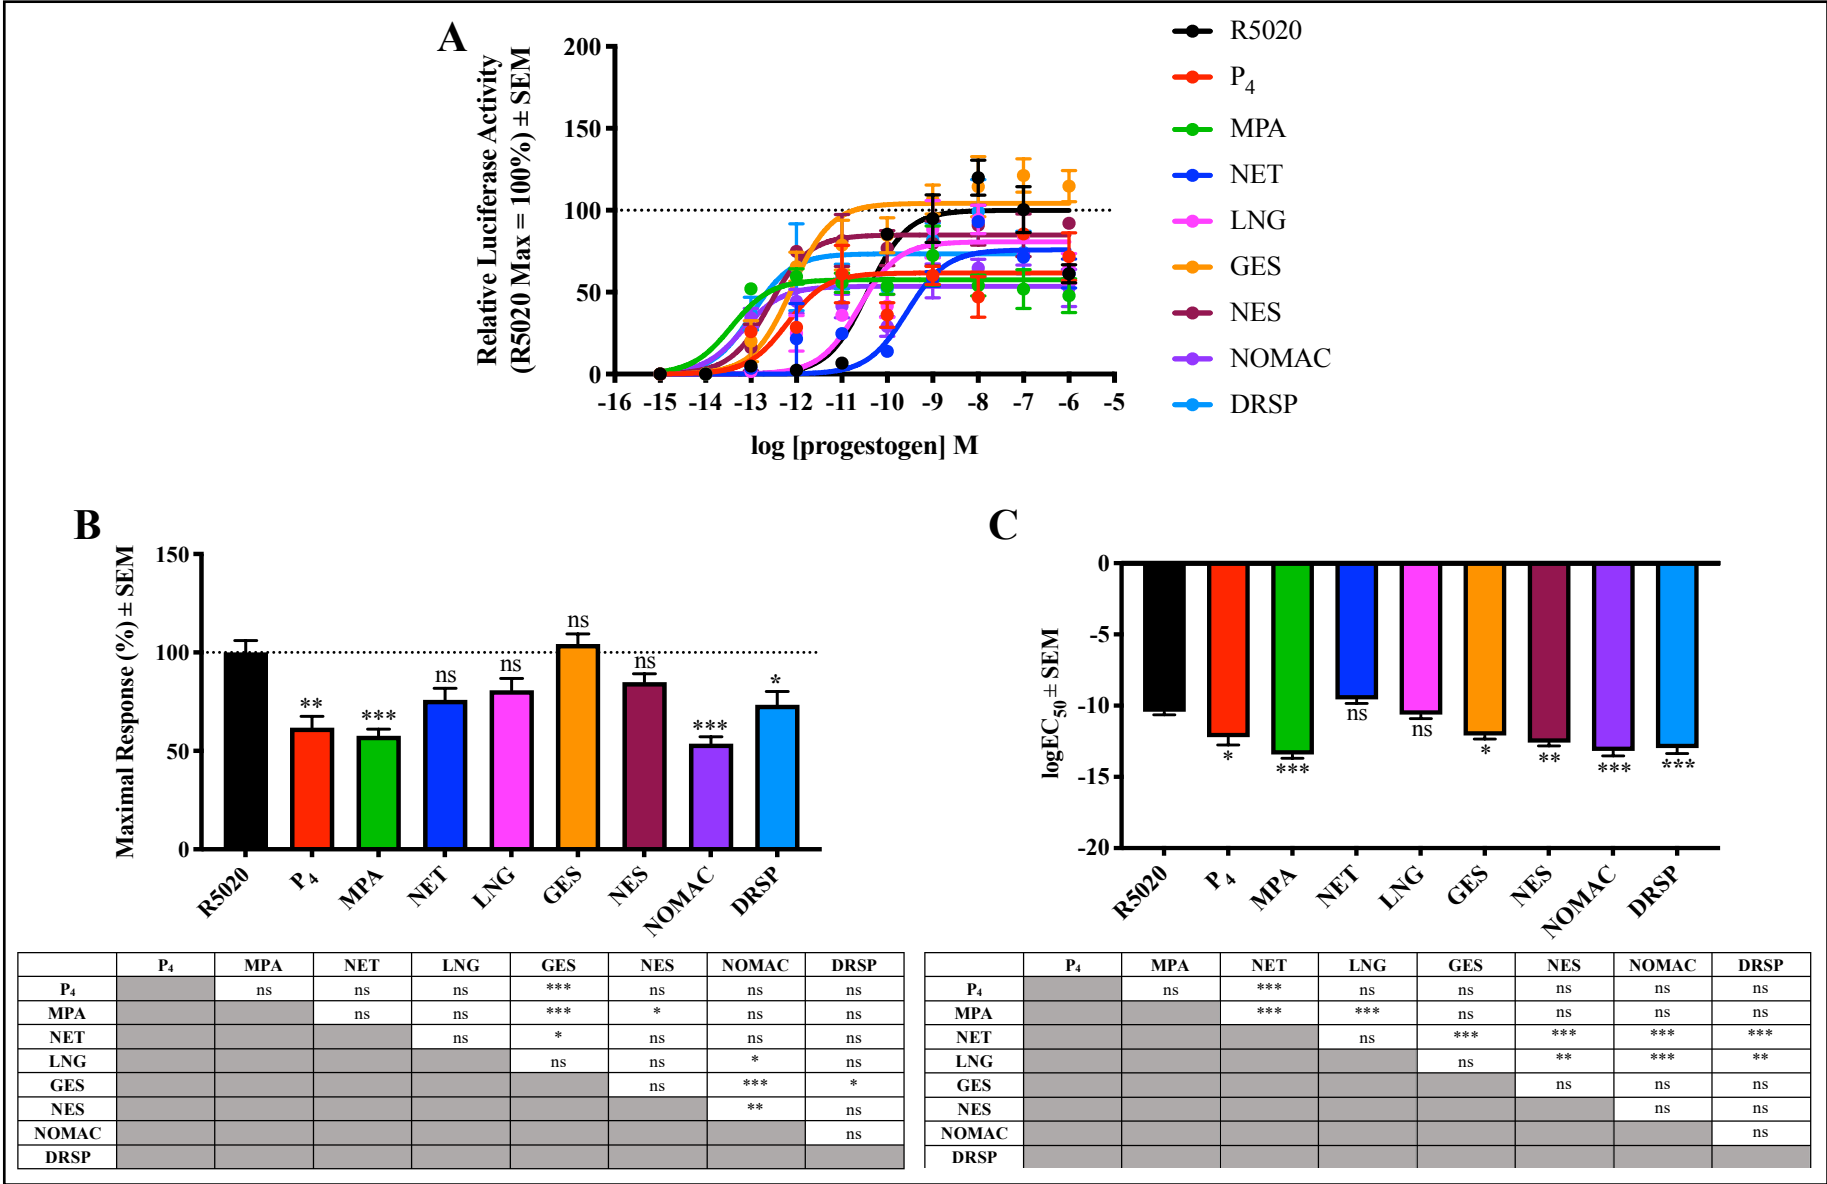 A
Relative Luciferase Activity
(R5020 Max = 100%) ± SEM
200
150
100
50
0
-16 -15 -14 -13 -12 -11 -10 -9 -8 -7 -6 -5
log [progestogen] M
R5020
P4
MPA
NET
LNG
GES
NES
NOMAC
DRSP
B
Maximal Response (%) ± SEM
150
100
50
0
** *** ns ns ns ns *** *
R5020 P4 MPA NET LNG GES NES NOMAC DRSP
C
logEC50 ± SEM
0
-5
-10
-15
-20
* *** ns ns * ** *** ***
R5020 P4 MPA NET LNG GES NES NOMAC DRSP
P4 MPA NET LNG GES NES NOMAC DRSP
P4 ns ns ns *** ns ns ns
MPA ns ns *** * ns ns
NET ns * ns ns ns
LNG ns ns * ns
GES ns *** *
NES ** ns
NOMAC ns
DRSP
P4 MPA NET LNG GES NES NOMAC DRSP
P4 ns *** ns ns ns ns ns
MPA *** *** ns ns ns ns
NET ns *** *** *** ***
LNG ns ** *** **
GES ns ns ns
NES ns ns
NOMAC ns
DRSP